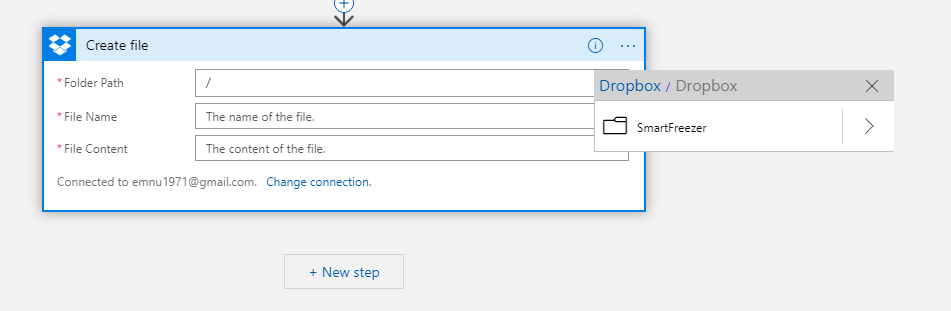 Create file
* Folder Path /
Dropbox / Dropbox
* File Name The name of the file.
SmartFreezer
* File Content The content of the file.
Connected to emnu1971@gmail.com. Change connection.
+ New step